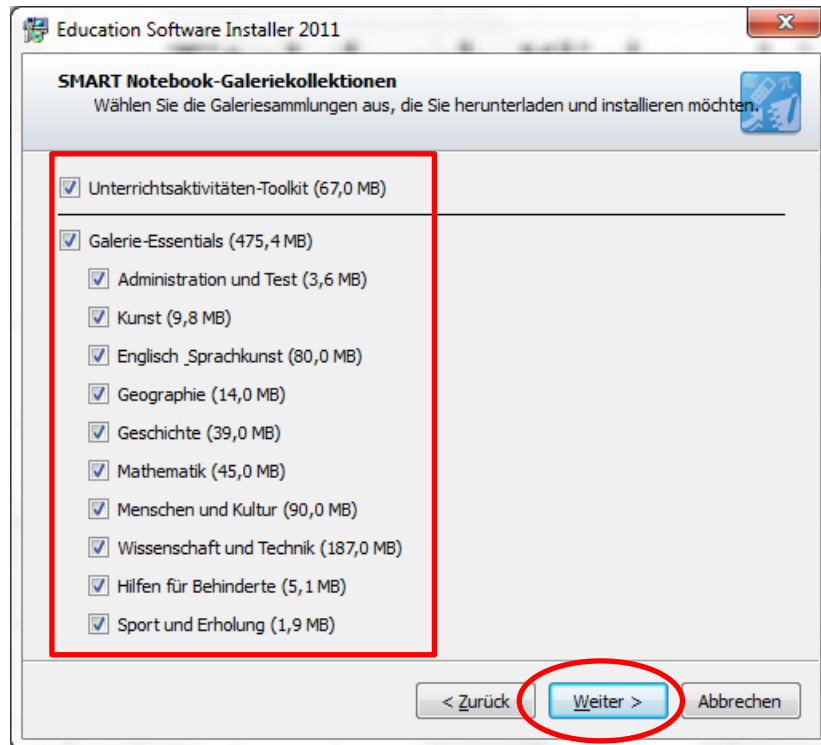 Education Software Installer 2011
SMART Notebook-Galeriekollektionen
Wählen Sie die Galeriesammlungen aus, die Sie herunterladen und installieren möchten.
Unterrichtsaktivitäten-Toolkit (67,0 MB)
Galerie-Essentials (475,4 MB)
Administration und Test (3,6 MB)
Kunst (9,8 MB)
Englisch _Sprachkunst (80,0 MB)
Geographie (14,0 MB)
Geschichte (39,0 MB)
Mathematik (45,0 MB)
Menschen und Kultur (90,0 MB)
Wissenschaft und Technik (187,0 MB)
Hilfen für Behinderte (5,1 MB)
Sport und Erholung (1,9 MB)
< Zurück Weiter > Abbrechen